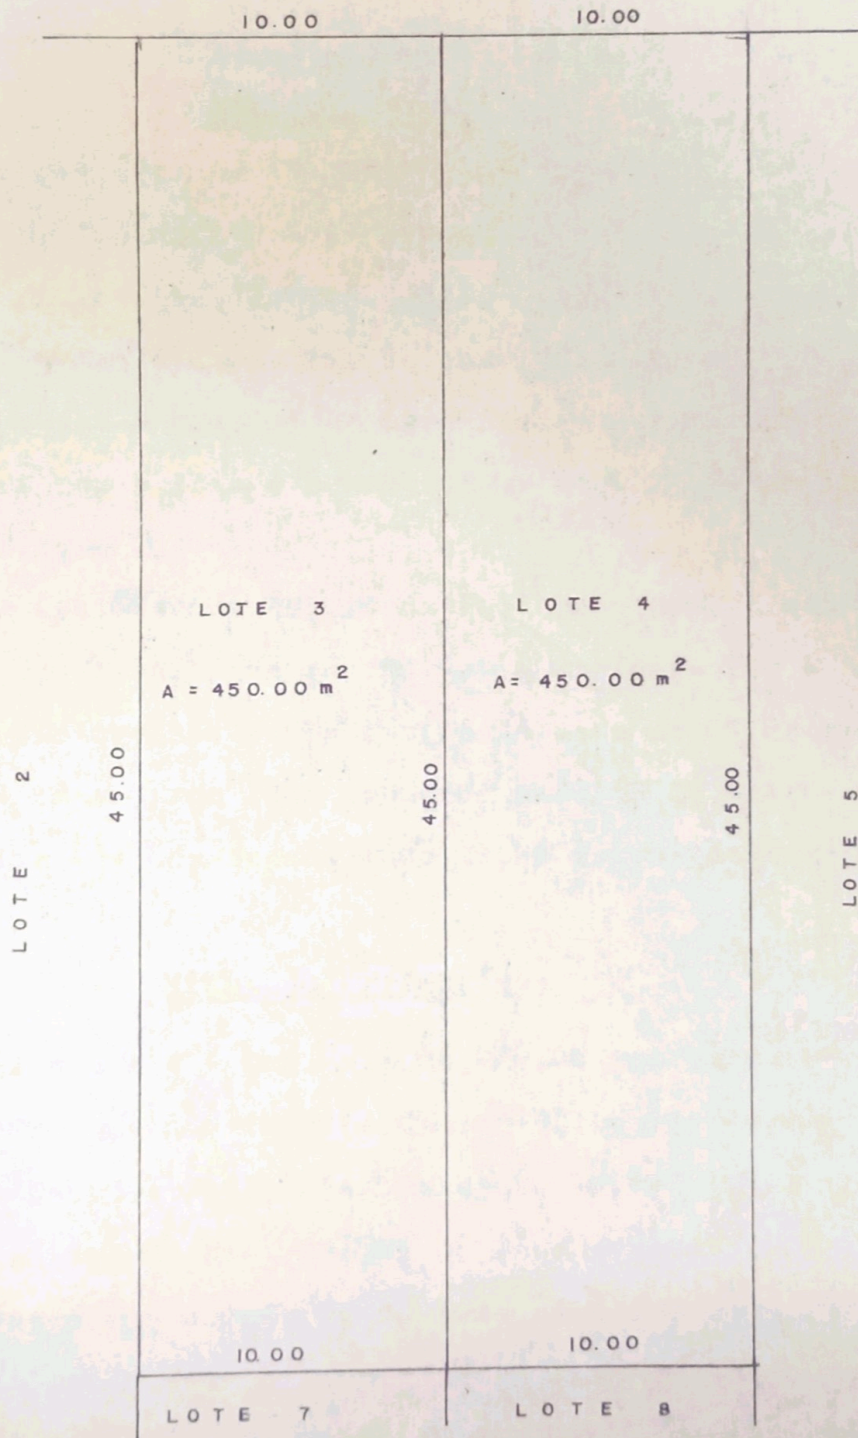 10.00
10.00
LOTE 3
LOTE 4
A = 450.00 m²
A= 450.00 m²
45.00
45.00
45.00
LOTE 2
LOTE 5
10.00
10.00
LOTE 7
LOTE 8